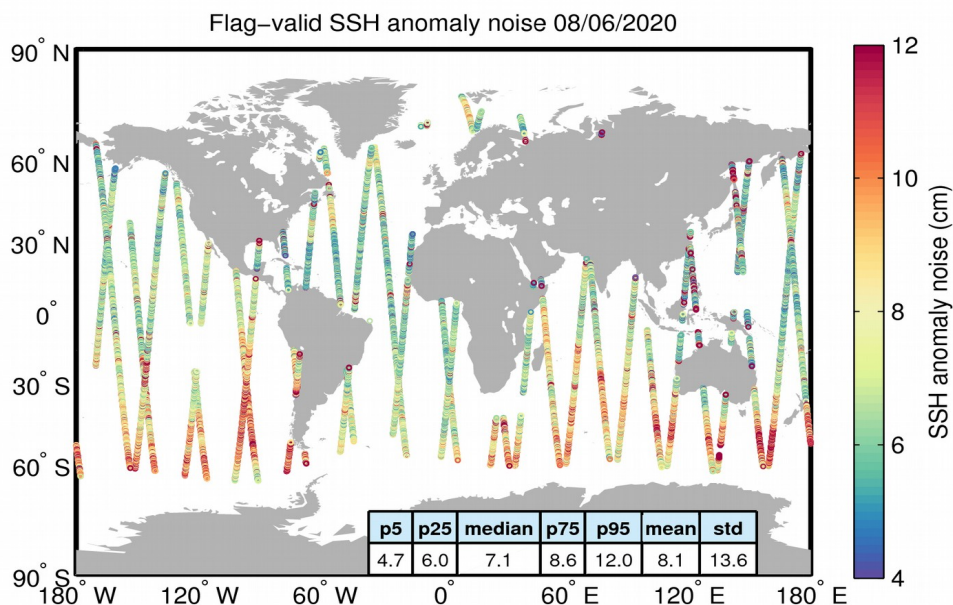 Flag−valid SSH anomaly noise 08/06/2020
90° N
60° N
30° N
0°
30° S
60° S
90° S
180° W
120° W
60° W
0°
60° E
120° E
180° E
p5 p25 median p75 p95 mean std
4.7 6.0 7.1 8.6 12.0 8.1 13.6
12
10
8
6
4
SSH anomaly noise (cm)